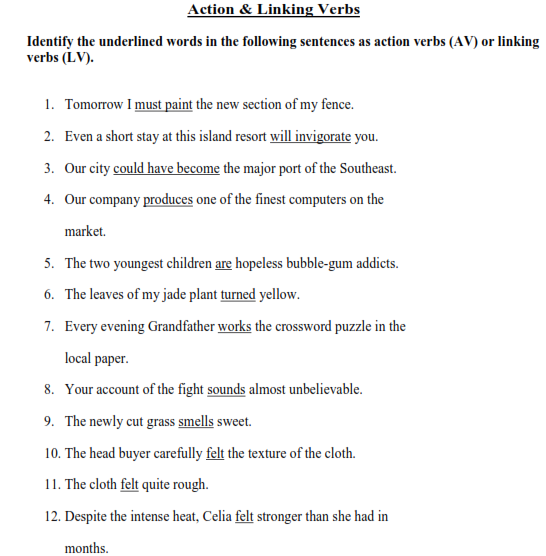 Action & Linking Verbs
Identify the underlined words in the following sentences as action verbs (AV) or linking
verbs (LV).
1. Tomorrow I must paint the new section of my fence.
2. Even a short stay at this island resort will invigorate you.
3. Our city could have become the major port of the Southeast.
4. Our company produces one of the finest computers on the
market.
5. The two youngest children are hopeless bubble-gum addicts.
6. The leaves of my jade plant turned yellow.
7. Every evening Grandfather works the crossword puzzle in the
local paper.
8. Your account of the fight sounds almost unbelievable.
9. The newly cut grass smells sweet.
10. The head buyer carefully felt the texture of the cloth.
11. The cloth felt quite rough.
12. Despite the intense heat, Celia felt stronger than she had in
months.